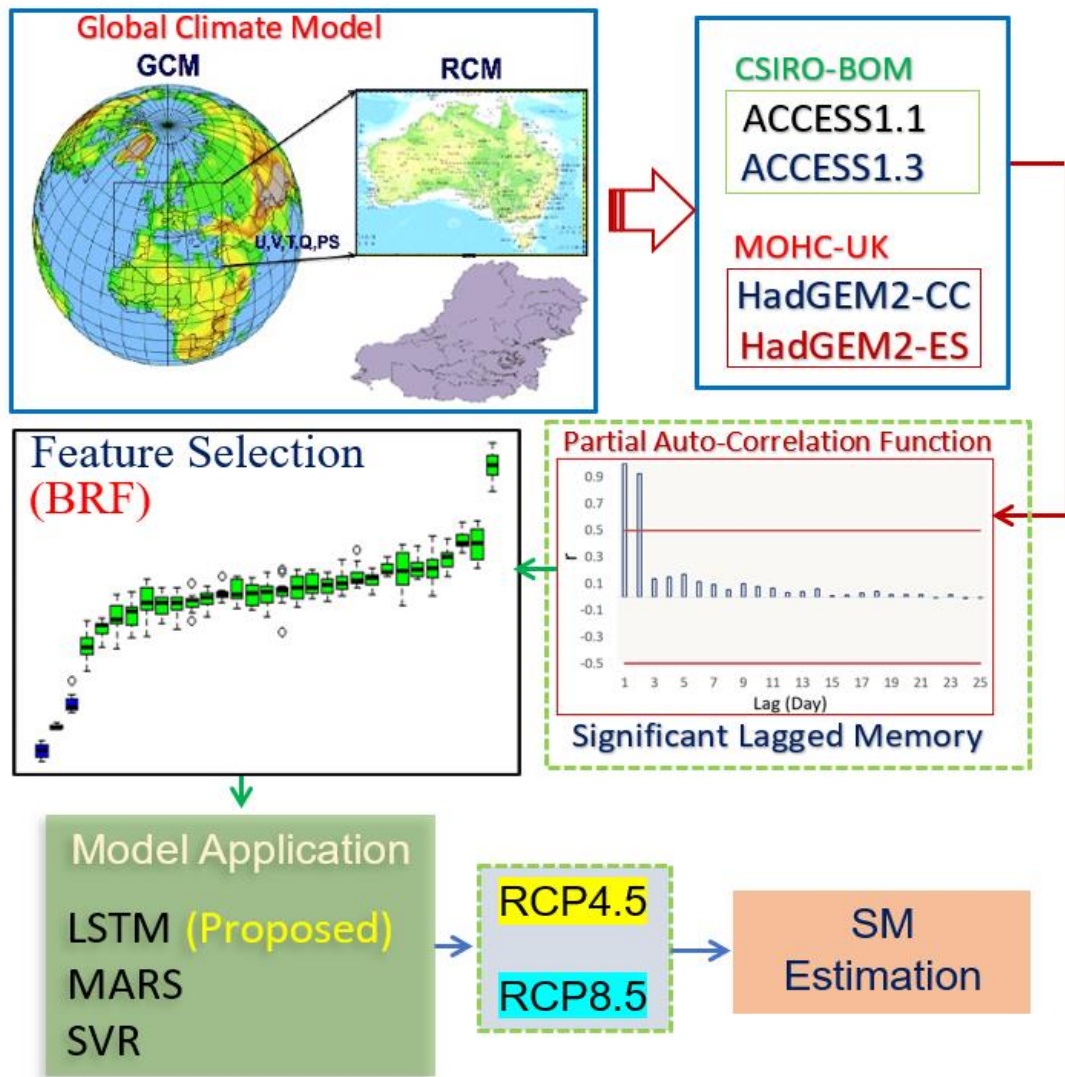 Global Climate Model
GCM
RCM
U,V,T,Q,PS
CSIRO-BOM
ACCESS1.1
ACCESS1.3
MOHC-UK
HadGEM2-CC
HadGEM2-ES
Feature Selection
(BRF)
Partial Auto-Correlation Function
0.9
0.7
0.5
0.3
0.1
-0.1
-0.3
-0.5
r
1 3 5 7 9 11 13 15 17 19 21 23 25
Lag (Day)
Significant Lagged Memory
Model Application
LSTM (Proposed)
MARS
SVR
RCP4.5
RCP8.5
SM
Estimation